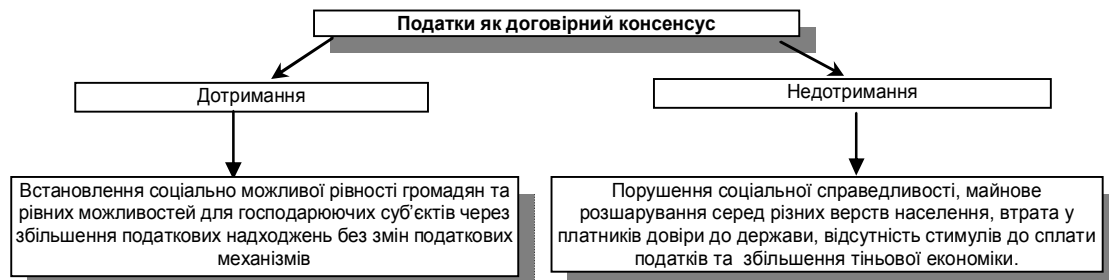 Податки як договірний консенсус
Дотримання
Недотримання
Встановлення соціально можливої рівності громадян та
рівних можливостей для господарюючих суб'єктів через
збільшення податкових надходжень без змін податкових
механізмів
Порушення соціальної справедливості, майнове
розшарування серед різних верств населення, втрата у
платників довіри до держави, відсутність стимулів до сплати
податків та збільшення тіньової економіки.